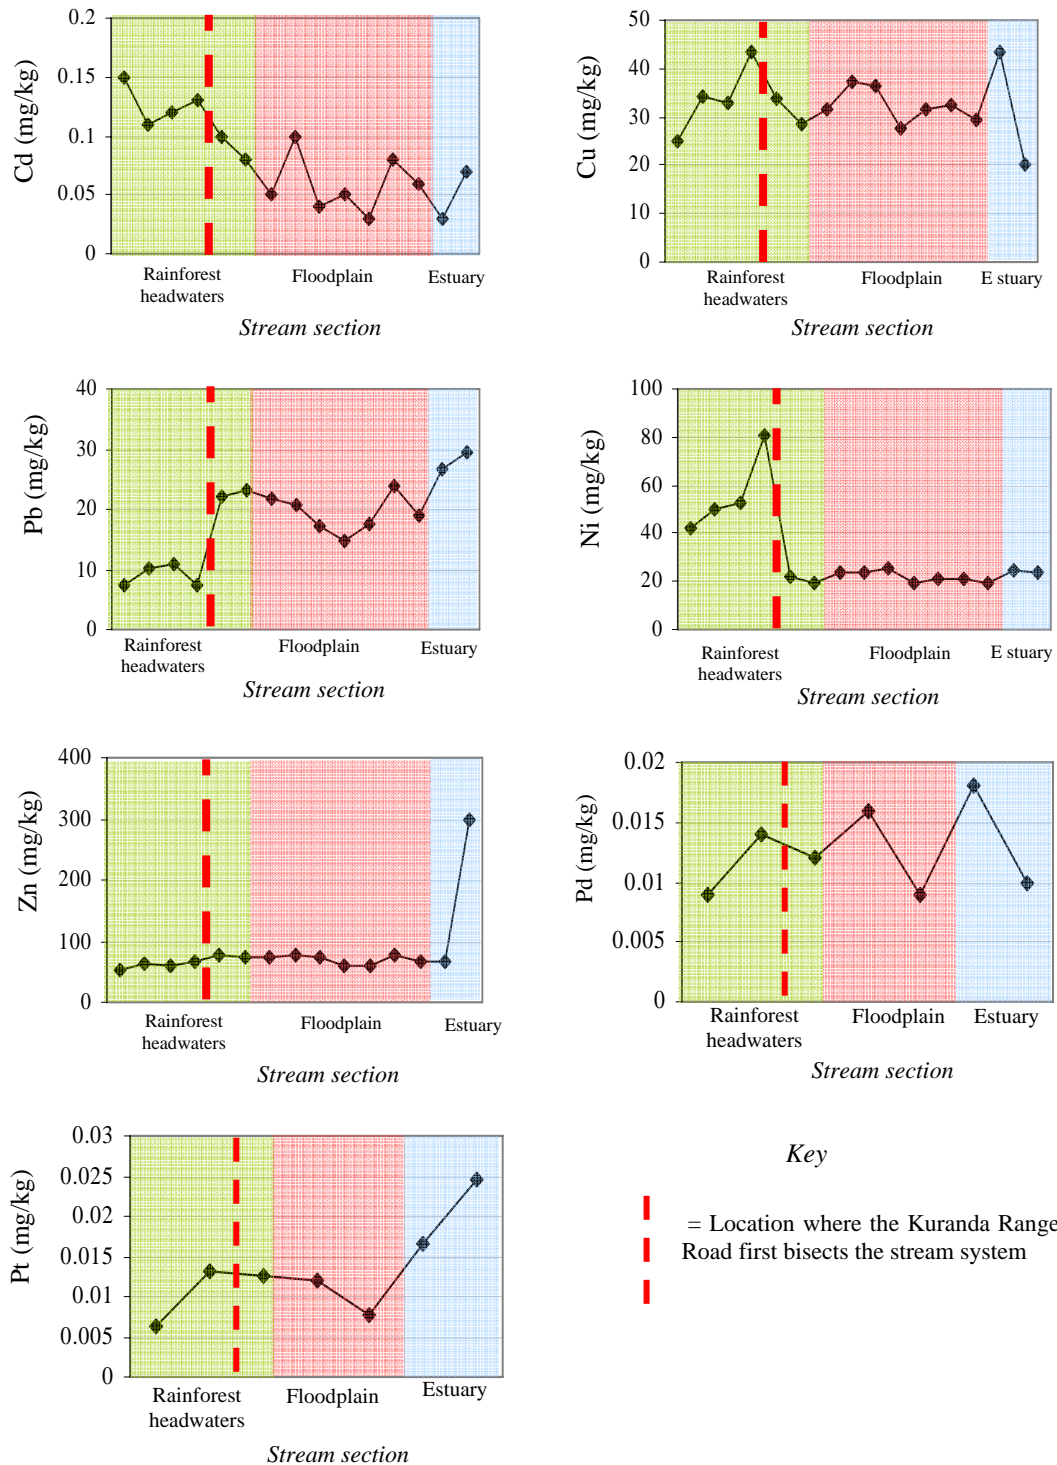 0.2
0.15
0.1
0.05
0
Cd (mg/kg)
Rainforest
headwaters
Floodplain
Estuary
Stream section
50
40
30
20
10
0
Cu (mg/kg)
Rainforest
headwaters
Floodplain
E stuary
Stream section
40
30
20
10
0
Pb (mg/kg)
Rainforest
headwaters
Floodplain
Estuary
Stream section
100
80
60
40
20
0
Ni (mg/kg)
Rainforest
headwaters
Floodplain
E stuary
Stream section
400
300
200
100
0
Zn (mg/kg)
Rainforest
headwaters
Floodplain
Estuary
Stream section
0.02
0.015
0.01
0.005
0
Pd (mg/kg)
Rainforest
headwaters
Floodplain
Estuary
Stream section
0.03
0.025
0.02
0.015
0.01
0.005
0
Pt (mg/kg)
Rainforest
headwaters
Floodplain
Estuary
Stream section
Key
= Location where the Kuranda Range
Road first bisects the stream system